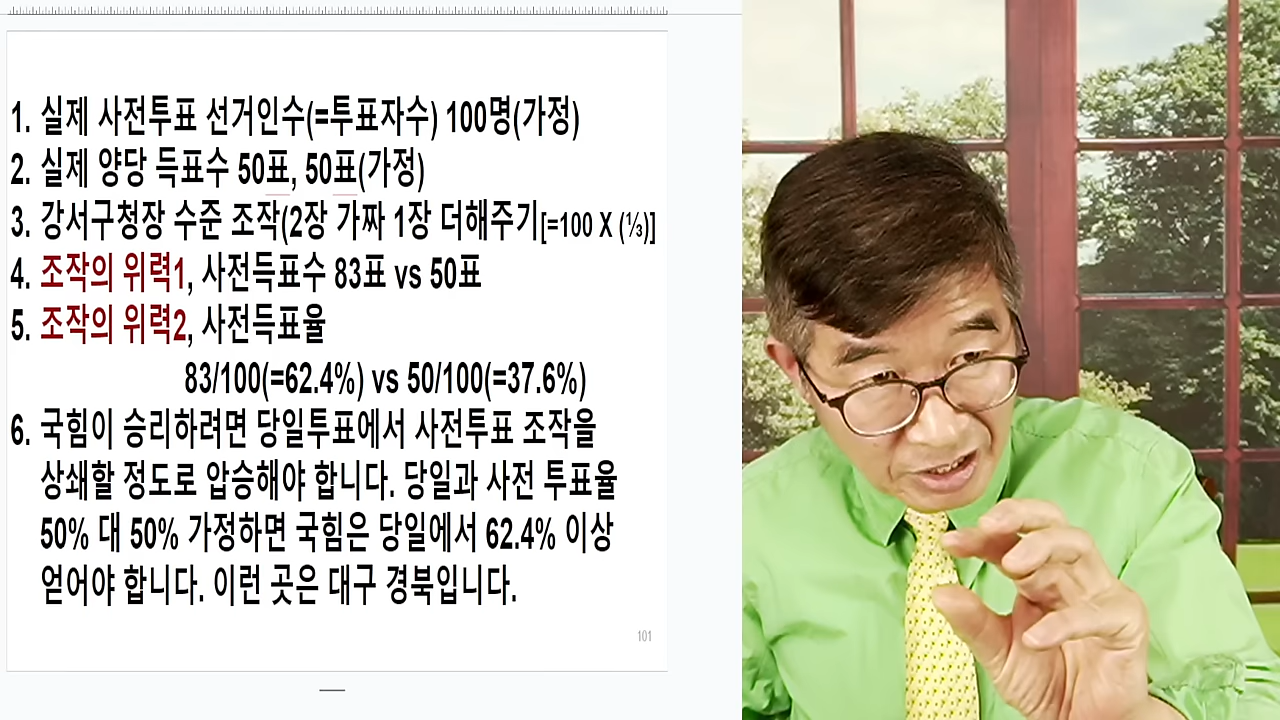 1. 실제 사전투표 선거인수(=투표자수) 100명(가정)
2. 실제 양당 득표수 50표, 50표(가정)
3. 강서구청장 수준 조작(2장 가짜 1장 더해주기[=100 X (⅓)]
4. 조작의 위력1, 사전득표수 83표 vs 50표
5. 조작의 위력2, 사전득표율
83/100(=62.4%) vs 50/100(=37.6%)
6. 국힘이 승리하려면 당일투표에서 사전투표 조작을
상쇄할 정도로 압승해야 합니다. 당일과 사전 투표율
50% 대 50% 가정하면 국힘은 당일에서 62.4% 이상
얻어야 합니다. 이런 곳은 대구 경북입니다.
101